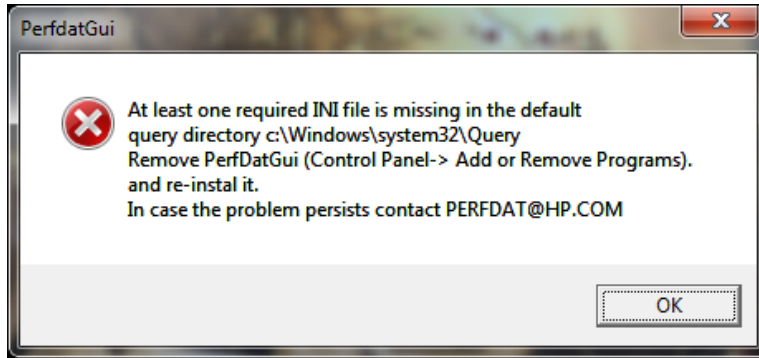 PerfdatGui
At least one required INI file is missing in the default
query directory c:\Windows\system32\Query
Remove PerfDatGui (Control Panel-> Add or Remove Programs).
and re-instal it.
In case the problem persists contact PERFDAT@HP.COM
OK